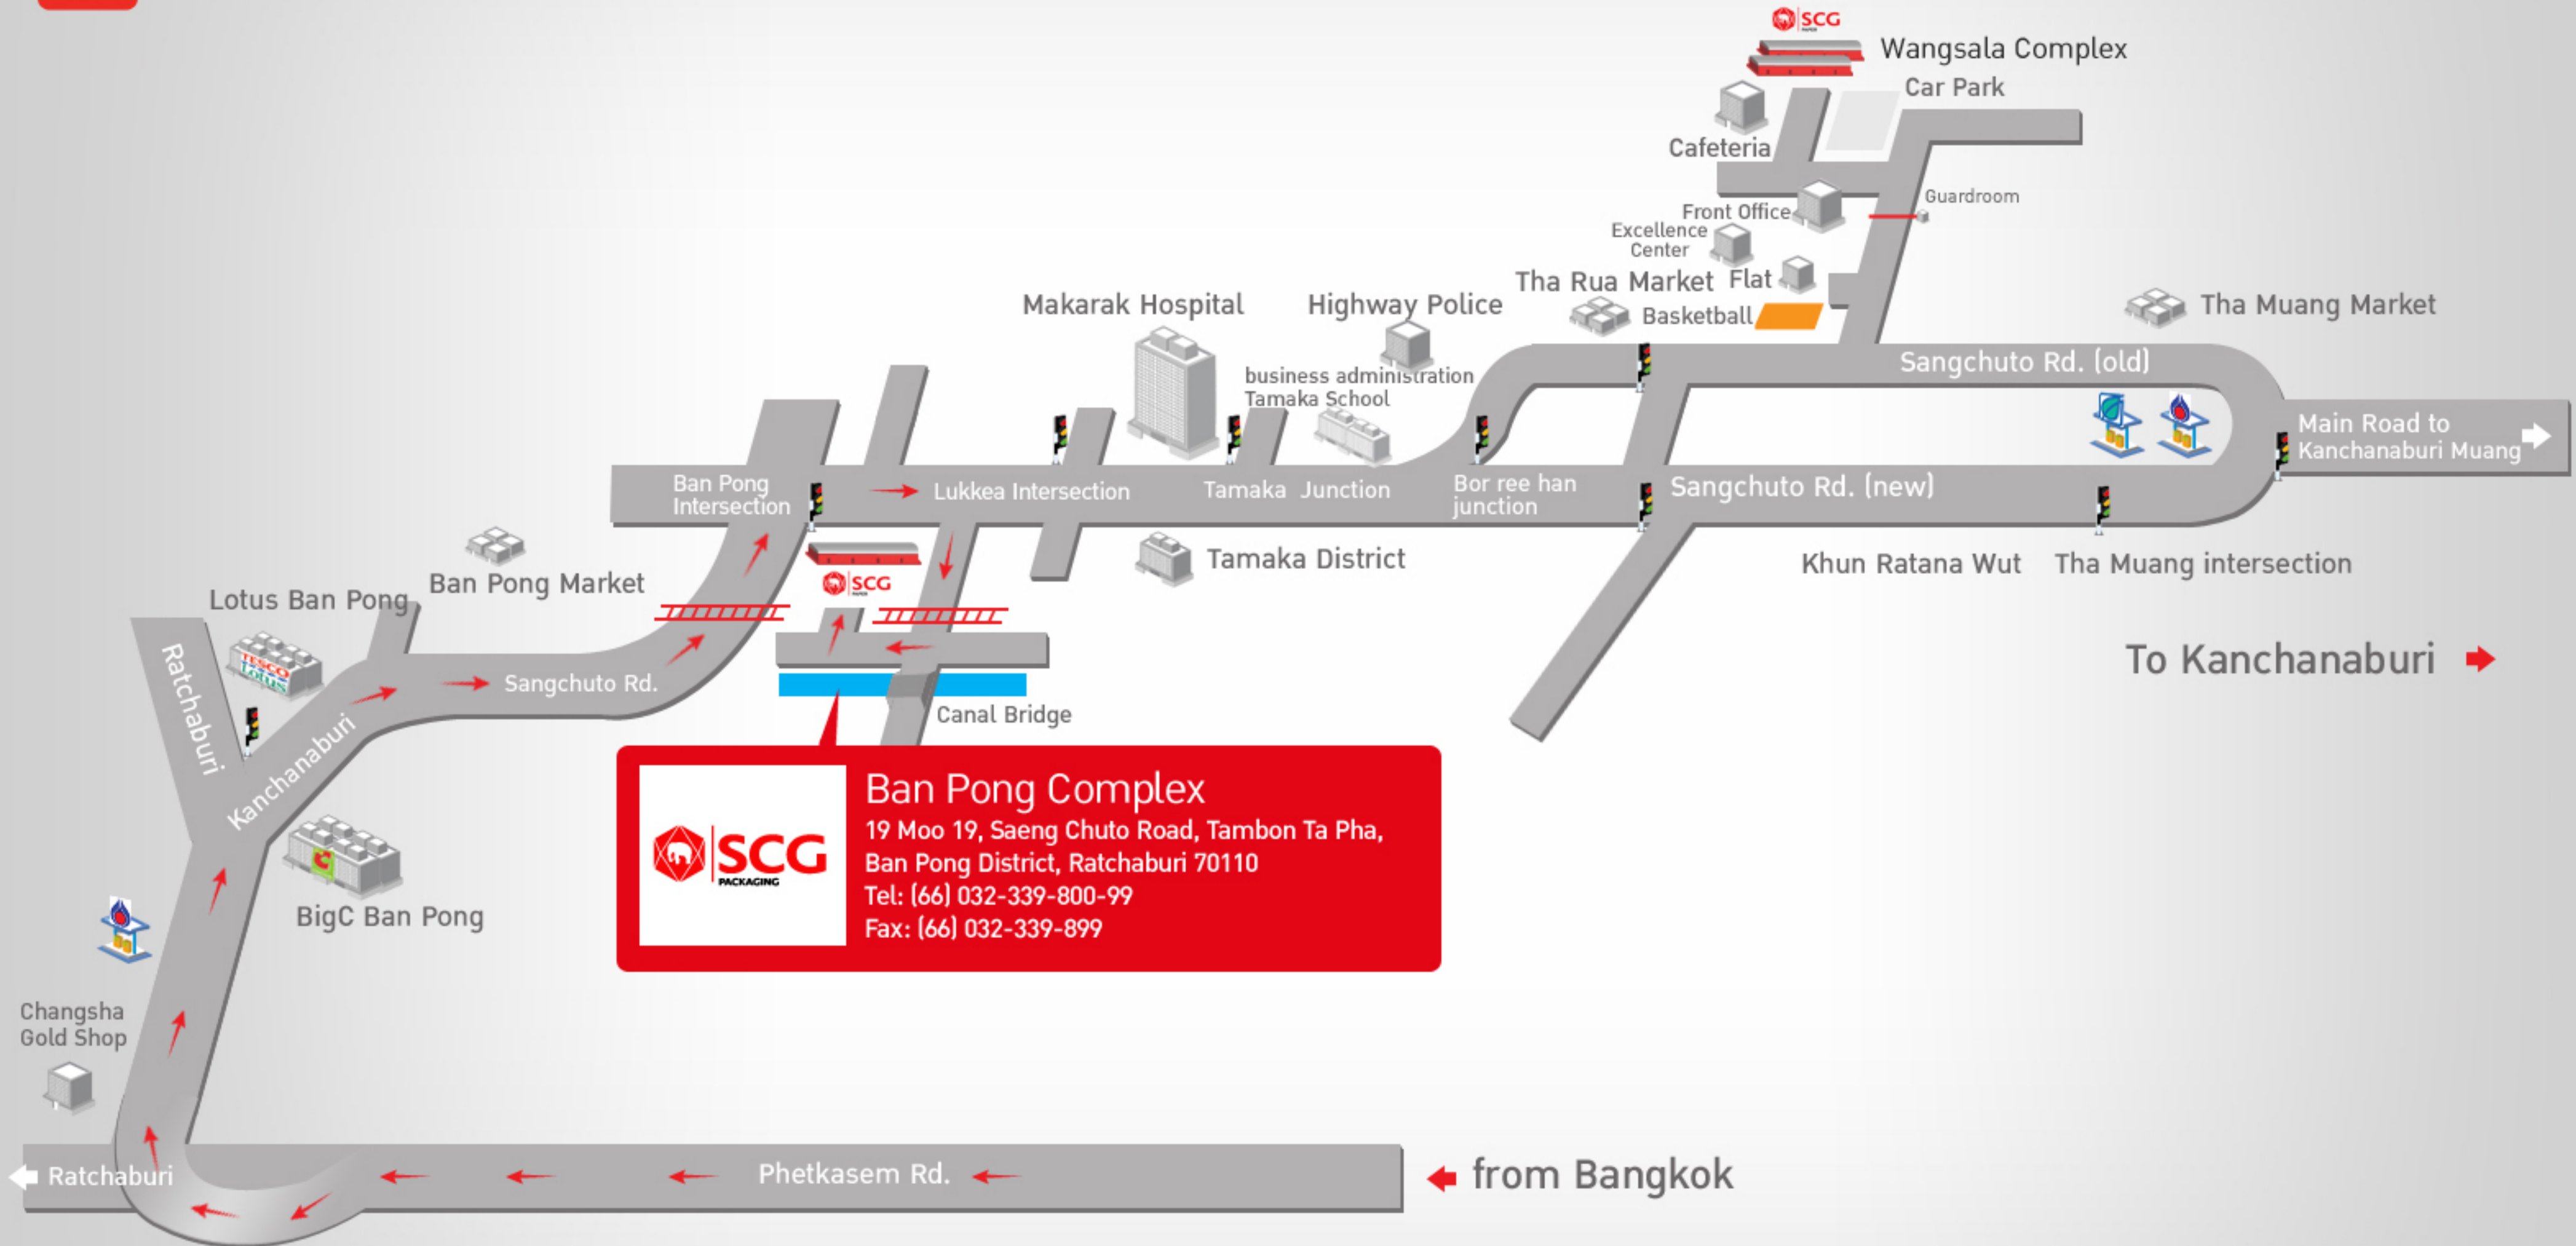 SCG
PAPER
Wangsala Complex
Car Park
Cafeteria
Guardroom
Front Office
Excellence
Center
Tha Rua Market
Flat
Basketball
Makarak Hospital
Highway Police
business administration
Tamaka School
Tha Muang Market
Sangchuto Rd. (old)
Main Road to
Kanchanaburi Muang
Ban Pong
Intersection
Lukkea Intersection
Tamaka Junction
Bor ree han
junction
Sangchuto Rd. (new)
Tamaka District
Khun Ratana Wut
Tha Muang intersection
To Kanchanaburi
SCG
PAPER
Ban Pong Market
Lotus Ban Pong
TESCO
Lotus
Ratchaburi
Kanchanaburi
Sangchuto Rd.
Canal Bridge
SCG
PACKAGING
Ban Pong Complex
19 Moo 19, Saeng Chuto Road, Tambon Ta Pha,
Ban Pong District, Ratchaburi 70110
Tel: (66) 032-339-800-99
Fax: (66) 032-339-899
BigC Ban Pong
Changsha
Gold Shop
Ratchaburi
Phetkasem Rd.
from Bangkok